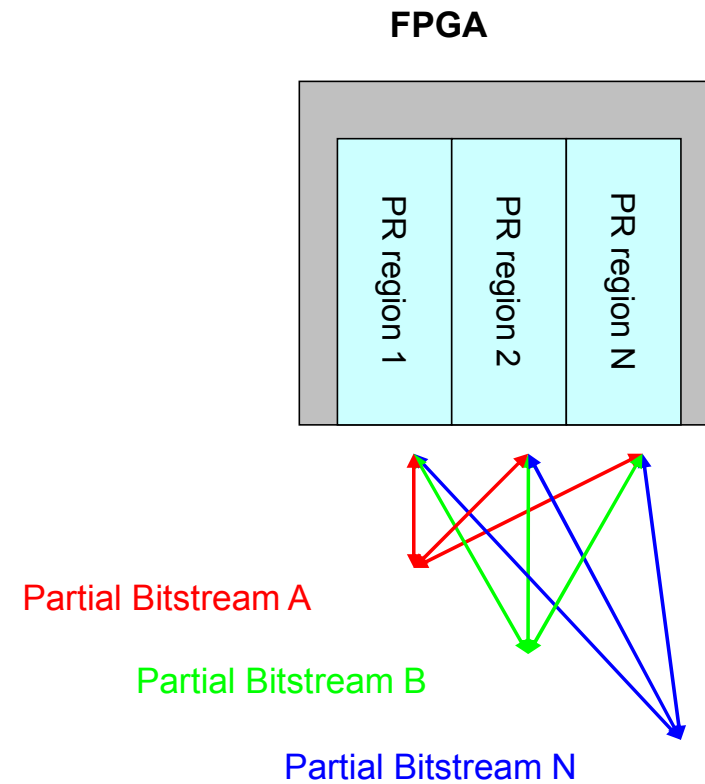 FPGA
PR region 1
PR region 2
PR region N
Partial Bitstream A
Partial Bitstream B
Partial Bitstream N